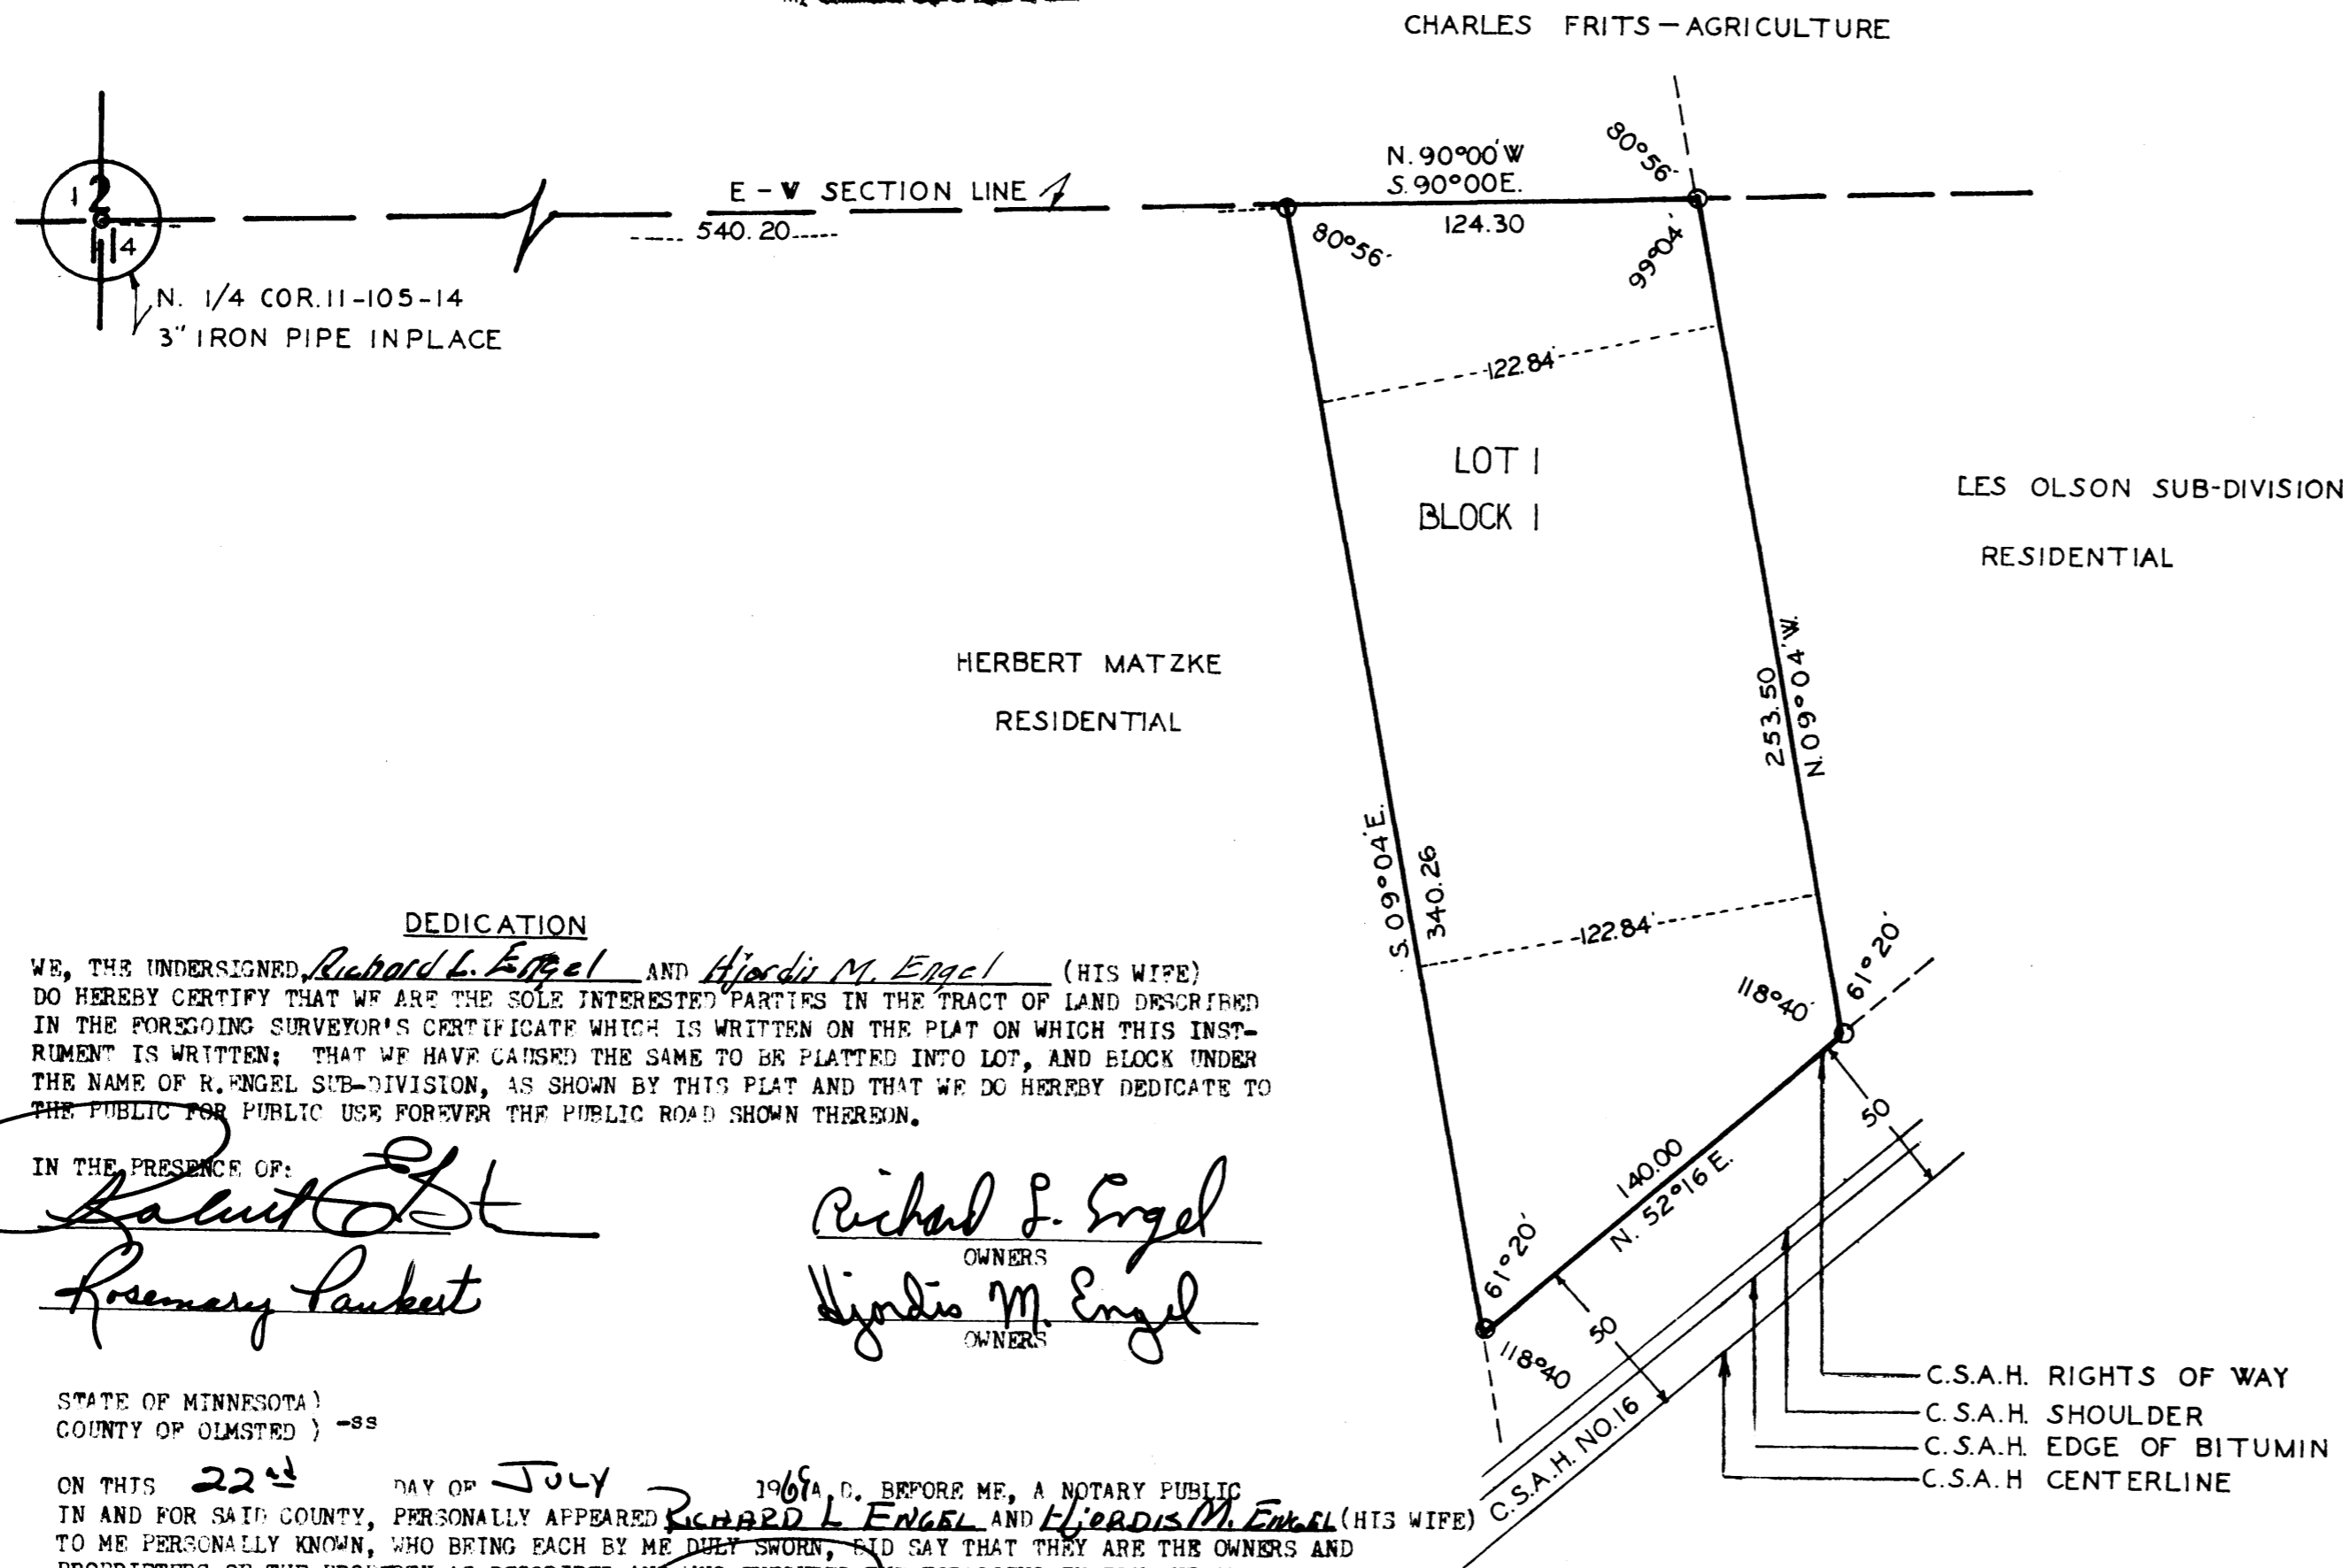 CHARLES FRITS — AGRICULTURE
N. 90°00'W
S. 90°00E.
124.30
80°56'
80°56'
99°04'
E - W SECTION LINE
540.20
1 2
11 4
N. 1/4 COR. 11-105-14
3" IRON PIPE INPLACE
122.84'
LOT 1
BLOCK 1
LES OLSON SUB-DIVISION
RESIDENTIAL
HERBERT MATZKE
RESIDENTIAL
253.50
N.09°04'W.
S.09°04'E.
340.26
122.84'
118°40'
61°20'
140.00
N. 52°16 E.
61°20'
118°40
50
50
C.S.A.H. NO.16
C.S.A.H. RIGHTS OF WAY
C.S.A.H. SHOULDER
C.S.A.H. EDGE OF BITUMIN
C.S.A.H CENTERLINE
DEDICATION
WE, THE UNDERSIGNED, Richard L. Engel AND Hjordis M. Engel (HIS WIFE)
DO HEREBY CERTIFY THAT WE ARE THE SOLE INTERESTED PARTIES IN THE TRACT OF LAND DESCRIBED
IN THE FOREGOING SURVEYOR'S CERTIFICATE WHICH IS WRITTEN ON THE PLAT ON WHICH THIS INST-
RUMENT IS WRITTEN; THAT WE HAVE CAUSED THE SAME TO BE PLATTED INTO LOT, AND BLOCK UNDER
THE NAME OF R.ENGEL SUB-DIVISION, AS SHOWN BY THIS PLAT AND THAT WE DO HEREBY DEDICATE TO
THE PUBLIC FOR PUBLIC USE FOREVER THE PUBLIC ROAD SHOWN THEREON.
IN THE PRESENCE OF:
Richard L. Engel
OWNERS
Rosemary Paukert
Hjordis M. Engel
OWNERS
STATE OF MINNESOTA)
COUNTY OF OLMSTED ) -ss
ON THIS 22nd DAY OF JULY 1969 A.D. BEFORE ME, A NOTARY PUBLIC
IN AND FOR SAID COUNTY, PERSONALLY APPEARED RICHARD L ENGEL AND HJORDIS M. ENGEL (HIS WIFE)
TO ME PERSONALLY KNOWN, WHO BEING EACH BY ME DULY SWORN, DID SAY THAT THEY ARE THE OWNERS AND